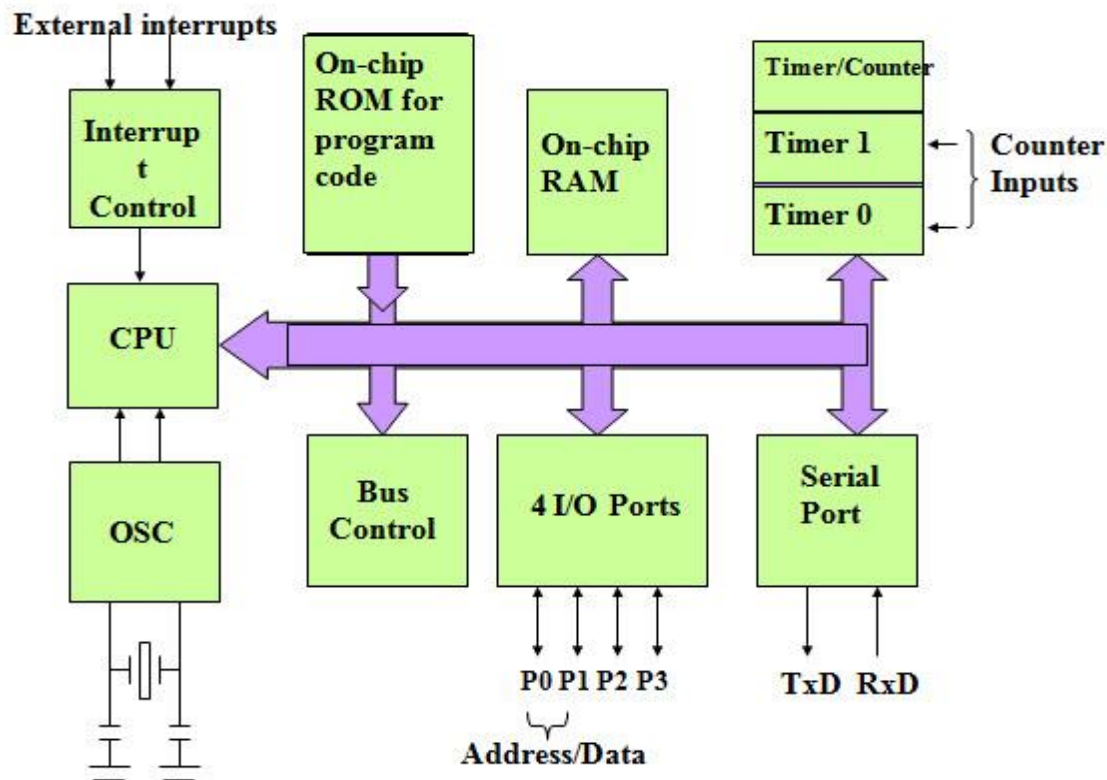 External interrupts
Interrup
t
Control
On-chip
ROM for
program
code
On-chip
RAM
Timer/Counter
Timer 1
Timer 0
Counter
Inputs
CPU
OSC
Bus
Control
4 I/O Ports
Serial
Port
P0 P1 P2 P3
Address/Data
TxD RxD